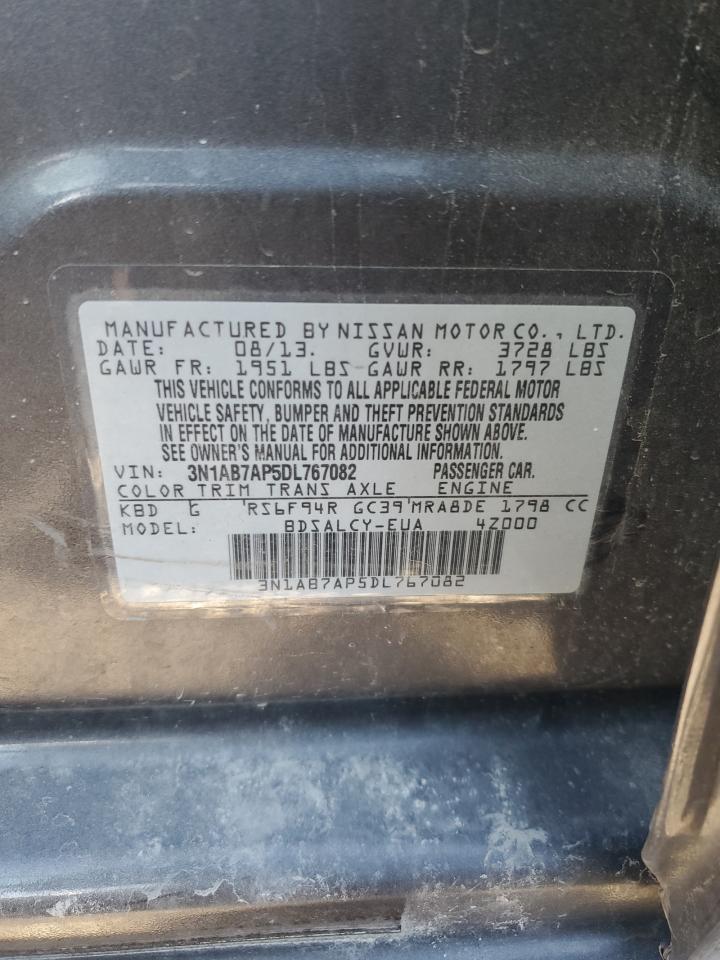 MANUFACTURED BY NISSAN MOTOR CO., LTD.
DATE: 08/13. GVWR: 3728 LBS
GAWR FR: 1951 LBS GAWR RR: 1797 LBS
THIS VEHICLE CONFORMS TO ALL APPLICABLE FEDERAL MOTOR
VEHICLE SAFETY, BUMPER AND THEFT PREVENTION STANDARDS
IN EFFECT ON THE DATE OF MANUFACTURE SHOWN ABOVE.
SEE OWNER'S MANUAL FOR ADDITIONAL INFORMATION.
VIN: 3N1AB7AP5DL767082 PASSENGER CAR.
COLOR TRIM TRANS AXLE ENGINE
KBD G RS6F94R GC39 MRA8DE 1798 CC
MODEL: BDSALCY-EUA 4Z000
3N1AB7AP5DL767082